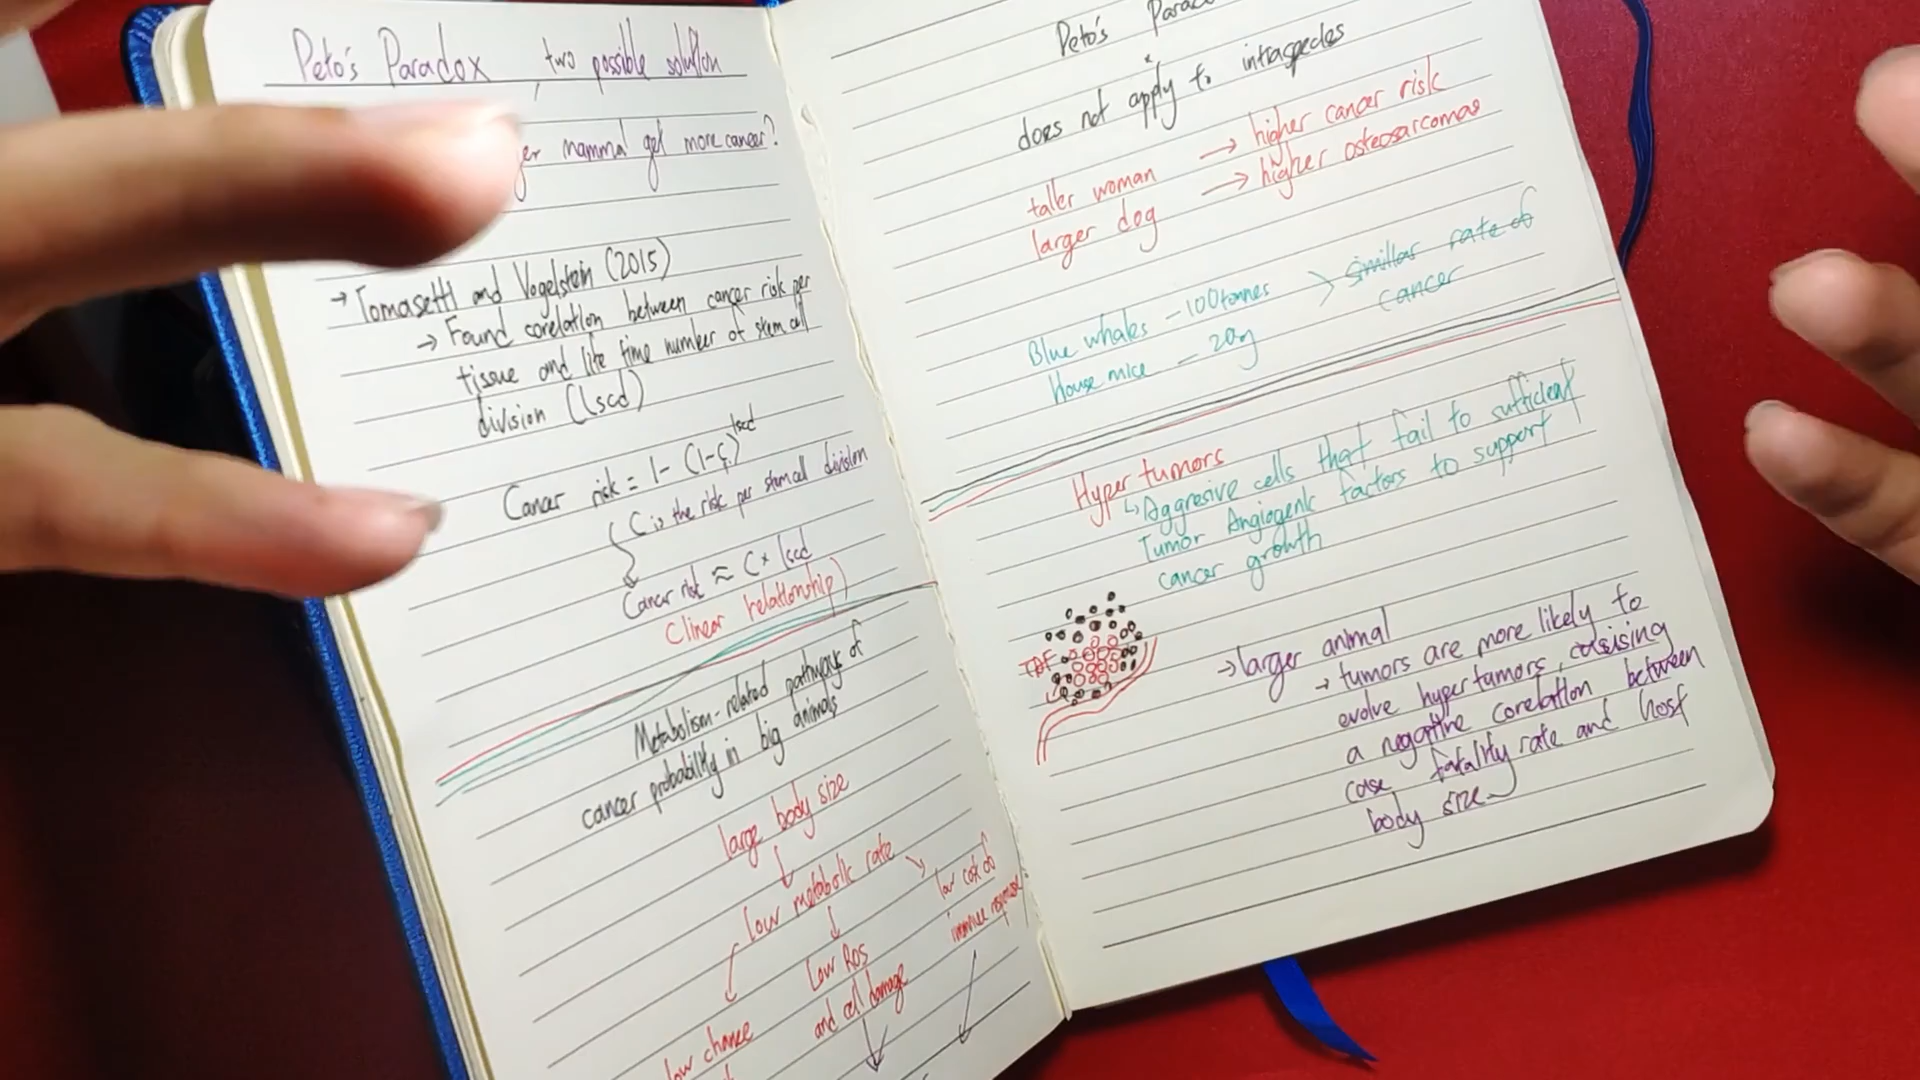 Peto's Paradox, two possible solution
mammal get more cancer?
→ Tomasetti and Vogelstein (2015)
→ Found corelation between cancer risk per
tissue and life time number of stem cell
division (lscd)
Cancer risk = 1 - (1-c)^lscd
C is the risk per stem cell division
Cancer risk ≈ C × lscd
(linear relationship)
Metabolism-related pathways of
cancer probability in big animals
large body size
low metabolic rate
low cost of
immune response
Low ROS
and cell damage
low chance
Peto's
does not apply to intraspecies
taller woman → higher cancer risk
larger dog → higher osteosarcomas
Blue whales - 100tonnes
House mice - 20g
similar rate of
cancer
Hyper tumors
↳ Aggresive cells that fail to sufficient
Tumor Angiogenic factors to support
cancer growth
TAF
→ larger animal
→ tumors are more likely to
evolve hypertumors,
a negative corelation between
case fatality rate and host
body size